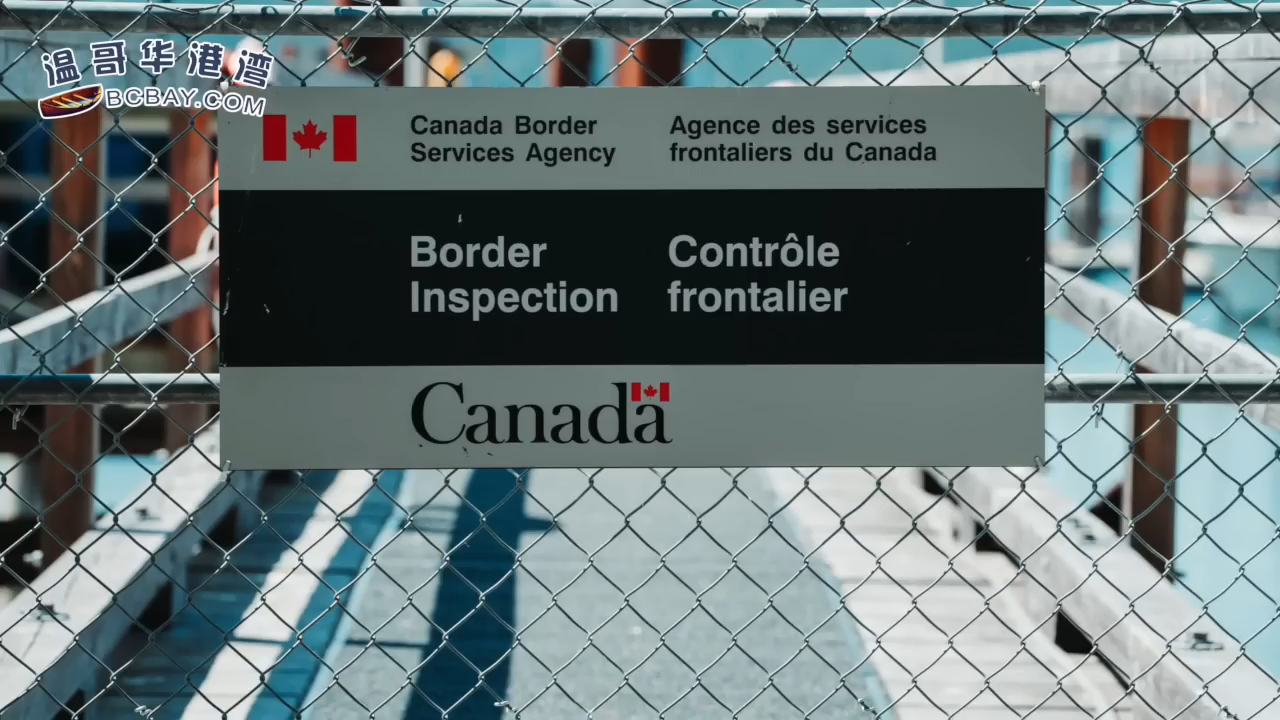 温哥华港湾
BCBAY.COM
Canada Border
Services Agency
Agence des services
frontaliers du Canada
Border
Inspection
Contrôle
frontalier
Canada